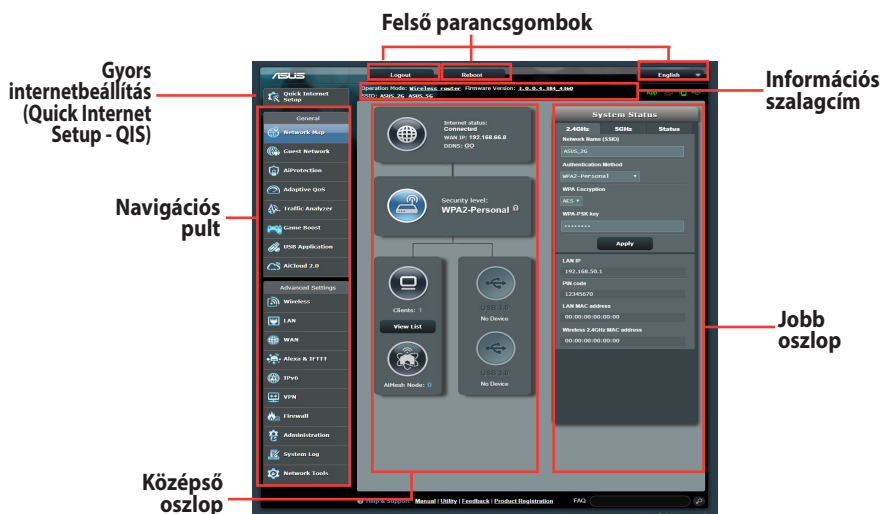 Felső parancsgombok
Gyors
internetbeállítás
(Quick Internet
Setup - QIS)
Navigációs
pult
Középső
oszlop
Információs
szalagcím
Jobb
oszlop
ASUS
Logout
Reboot
English
Quick Internet
Setup
Operation Mode: Wireless router Firmware Version: 3.0.0.4.384_4360
SSID: ASUS_2G ASUS_5G
App
General
Network Map
Guest Network
AiProtection
Adaptive QoS
Traffic Analyzer
Game Boost
USB Application
AiCloud 2.0
Advanced Settings
Wireless
LAN
WAN
Alexa & IFTTT
IPv6
VPN
Firewall
Administration
System Log
Network Tools
Internet status:
Connected
WAN IP: 192.168.66.8
DDNS: GO
Security level:
WPA2-Personal
Clients: 1
View List
AiMesh Node: 0
USB 3.0
No Device
USB 3.0
No Device
System Status
2.4GHz 5GHz Status
Network Name (SSID)
ASUS_2G
Authentication Method
WPA2-Personal
WPA Encryption
AES
WPA-PSK key
••••••••
Apply
LAN IP
192.168.50.1
PIN code
12345670
LAN MAC address
00:00:00:00:00:00
Wireless 2.4GHz MAC address
00:00:00:00:00:00
Help & Support Manual | Utility | Feedback | Product Registration FAQ